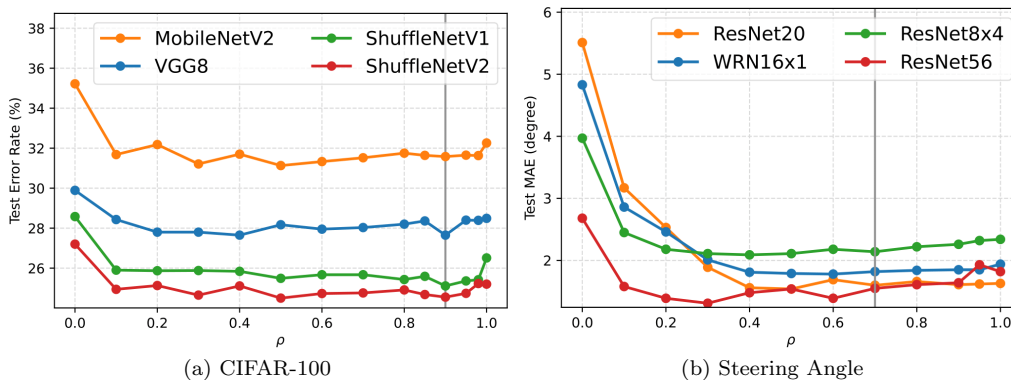 38
36
34
32
30
28
26
Test Error Rate (%)
MobileNetV2
VGG8
ShuffleNetV1
ShuffleNetV2
0.0 0.2 0.4 0.6 0.8 1.0
ρ
(a) CIFAR-100
6
5
4
3
2
Test MAE (degree)
ResNet20
WRN16x1
ResNet8x4
ResNet56
0.0 0.2 0.4 0.6 0.8 1.0
ρ
(b) Steering Angle